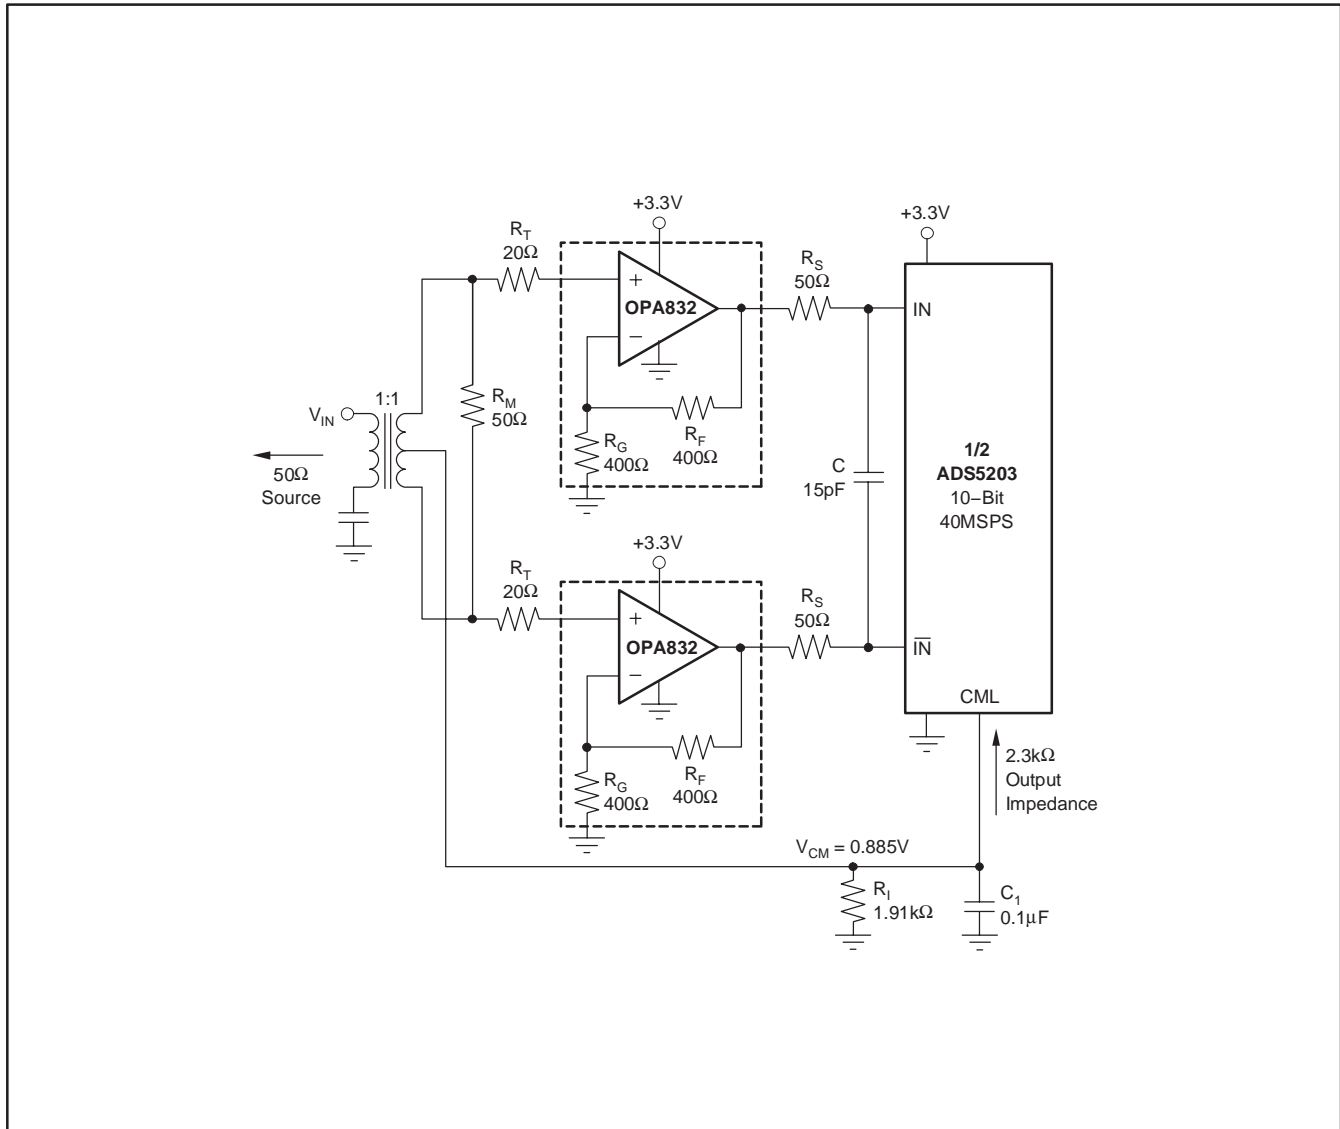 +3.3V
R_T
20Ω
OPA832
+
−
R_G
400Ω
R_F
400Ω
R_S
50Ω
+3.3V
IN
1:1
V_IN
50Ω
Source
R_M
50Ω
C
15pF
1/2
ADS5203
10−Bit
40MSPS
+3.3V
R_T
20Ω
OPA832
+
−
R_G
400Ω
R_F
400Ω
R_S
50Ω
I̅N̅
CML
2.3kΩ
Output
Impedance
V_CM = 0.885V
R_I
1.91kΩ
C_1
0.1μF